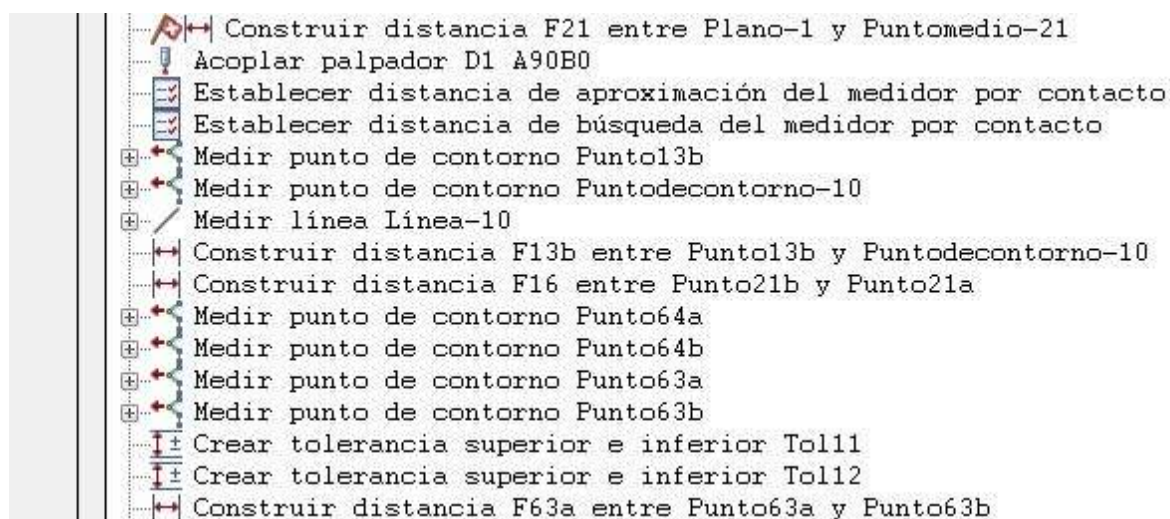 Construir distancia F21 entre Plano-1 y Puntomedio-21
Acoplar palpador D1 A90B0
Establecer distancia de aproximación del medidor por contacto
Establecer distancia de búsqueda del medidor por contacto
Medir punto de contorno Punto13b
Medir punto de contorno Puntodecontorno-10
Medir línea Línea-10
Construir distancia F13b entre Punto13b y Puntodecontorno-10
Construir distancia F16 entre Punto21b y Punto21a
Medir punto de contorno Punto64a
Medir punto de contorno Punto64b
Medir punto de contorno Punto63a
Medir punto de contorno Punto63b
Crear tolerancia superior e inferior Tol11
Crear tolerancia superior e inferior Tol12
Construir distancia F63a entre Punto63a y Punto63b